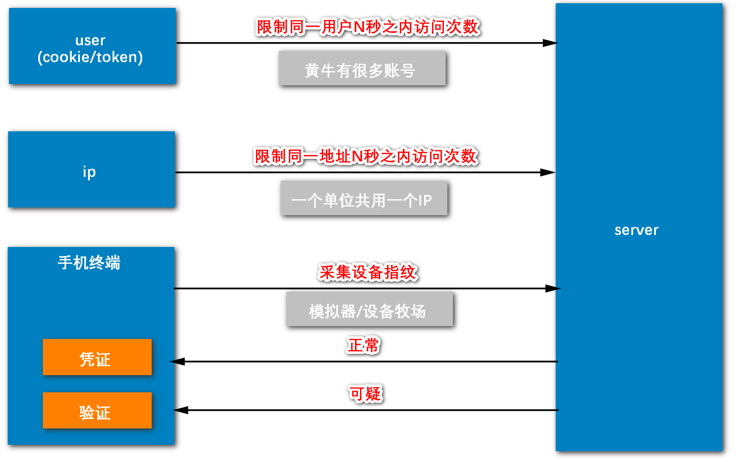 user
(cookie/token)
限制同一用户N秒之内访问次数
黄牛有很多账号
ip
限制同一地址N秒之内访问次数
一个单位共用一个IP
server
手机终端
采集设备指纹
模拟器/设备牧场
凭证
正常
验证
可疑